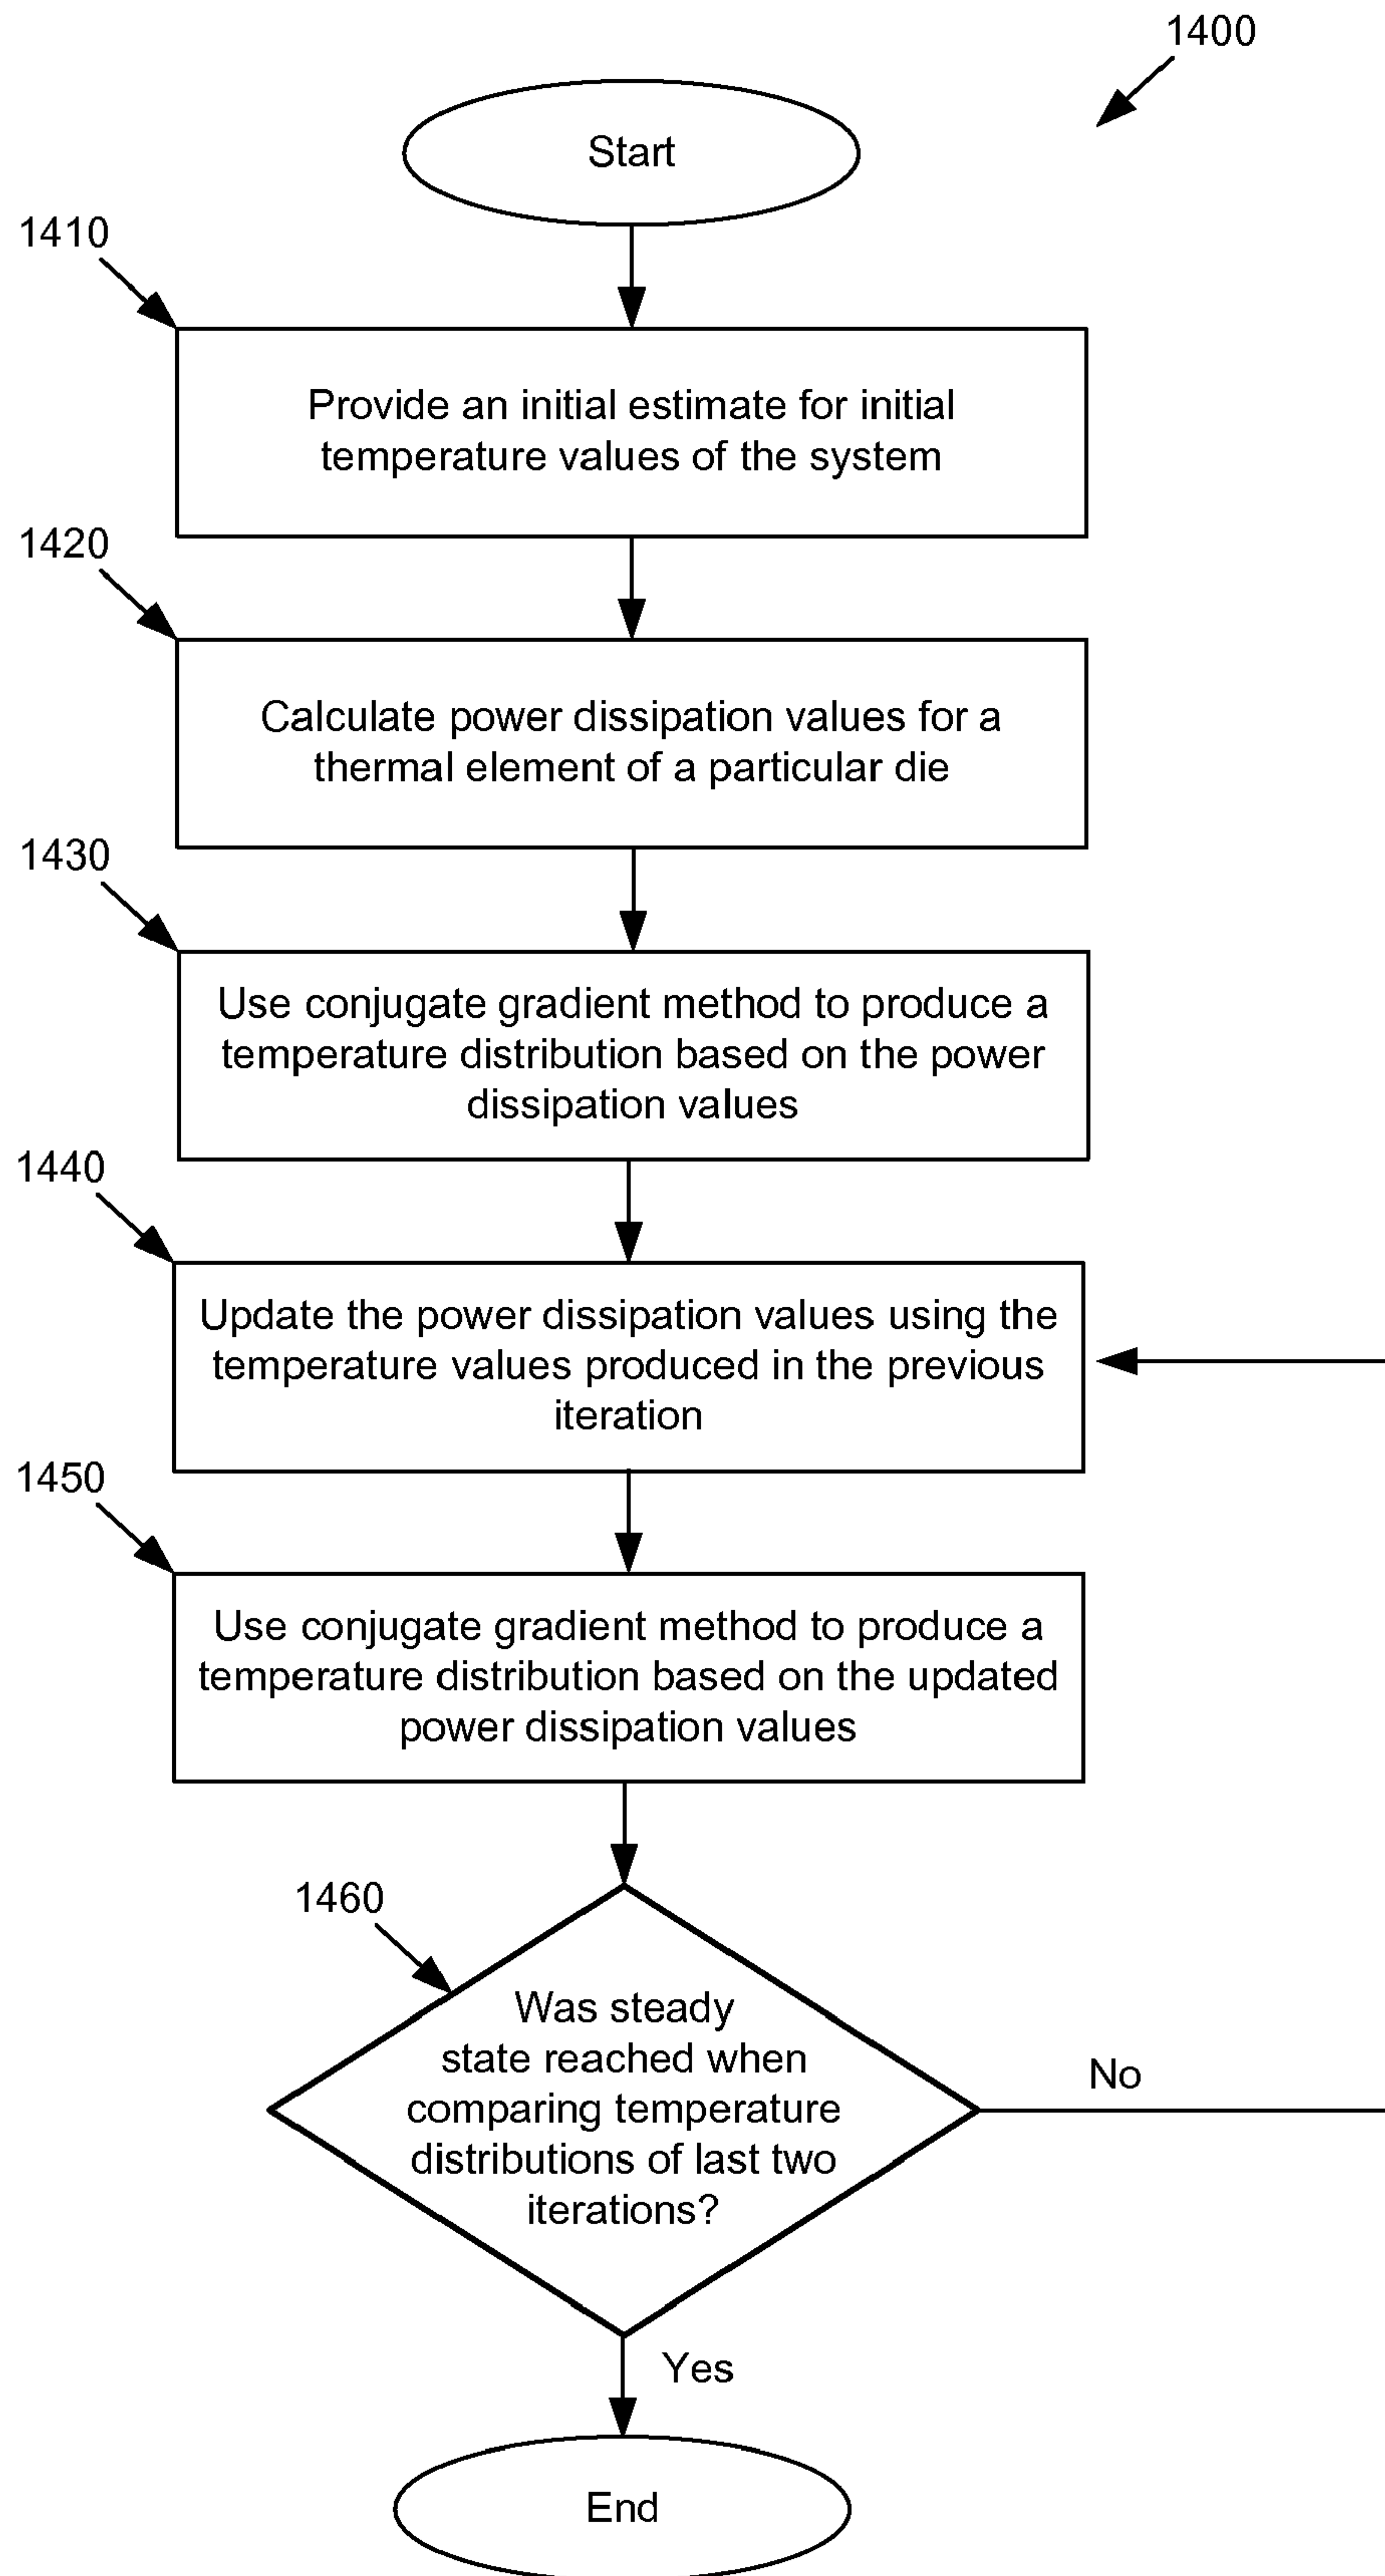 1400
Start
1410
Provide an initial estimate for initial
temperature values of the system
1420
Calculate power dissipation values for a
thermal element of a particular die
1430
Use conjugate gradient method to produce a
temperature distribution based on the power
dissipation values
1440
Update the power dissipation values using the
temperature values produced in the previous
iteration
1450
Use conjugate gradient method to produce a
temperature distribution based on the updated
power dissipation values
1460
Was steady
state reached when
comparing temperature
distributions of last two
iterations?
No
Yes
End